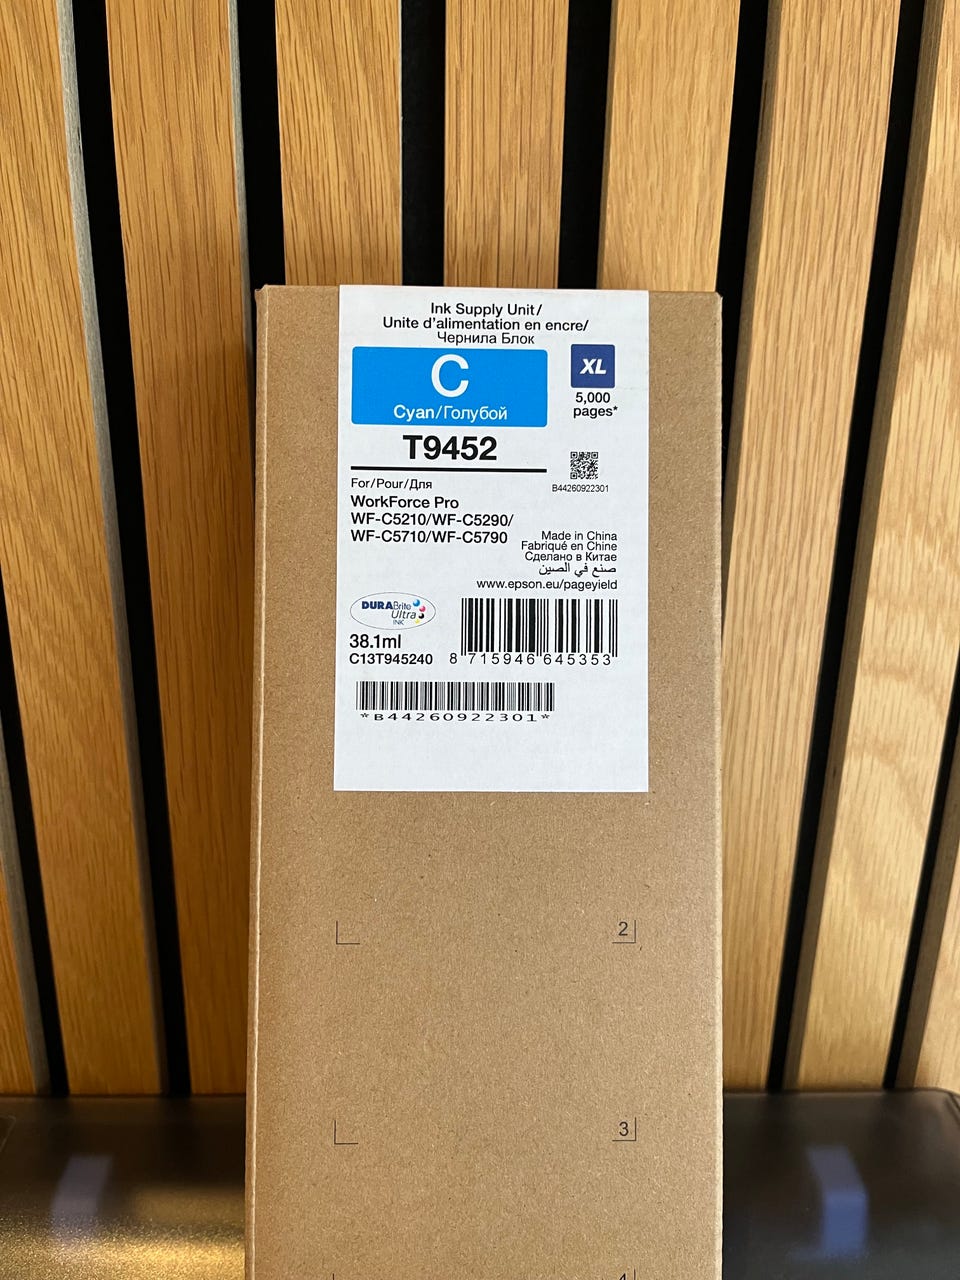 Ink Supply Unit/
Unite d'alimentation en encre/
Чернила Блок
C
Cyan/Голубой
XL
5,000
pages*
T9452
B44260922301
For/Pour/Для
WorkForce Pro
WF-C5210/WF-C5290/
WF-C5710/WF-C5790
Made in China
Fabriqué en Chine
Сделано в Китае
صنع في الصين
www.epson.eu/pageyield
DURABrite
Ultra
INK
38.1ml
C13T945240
8 715946 645353
*B44260922301*
2
3